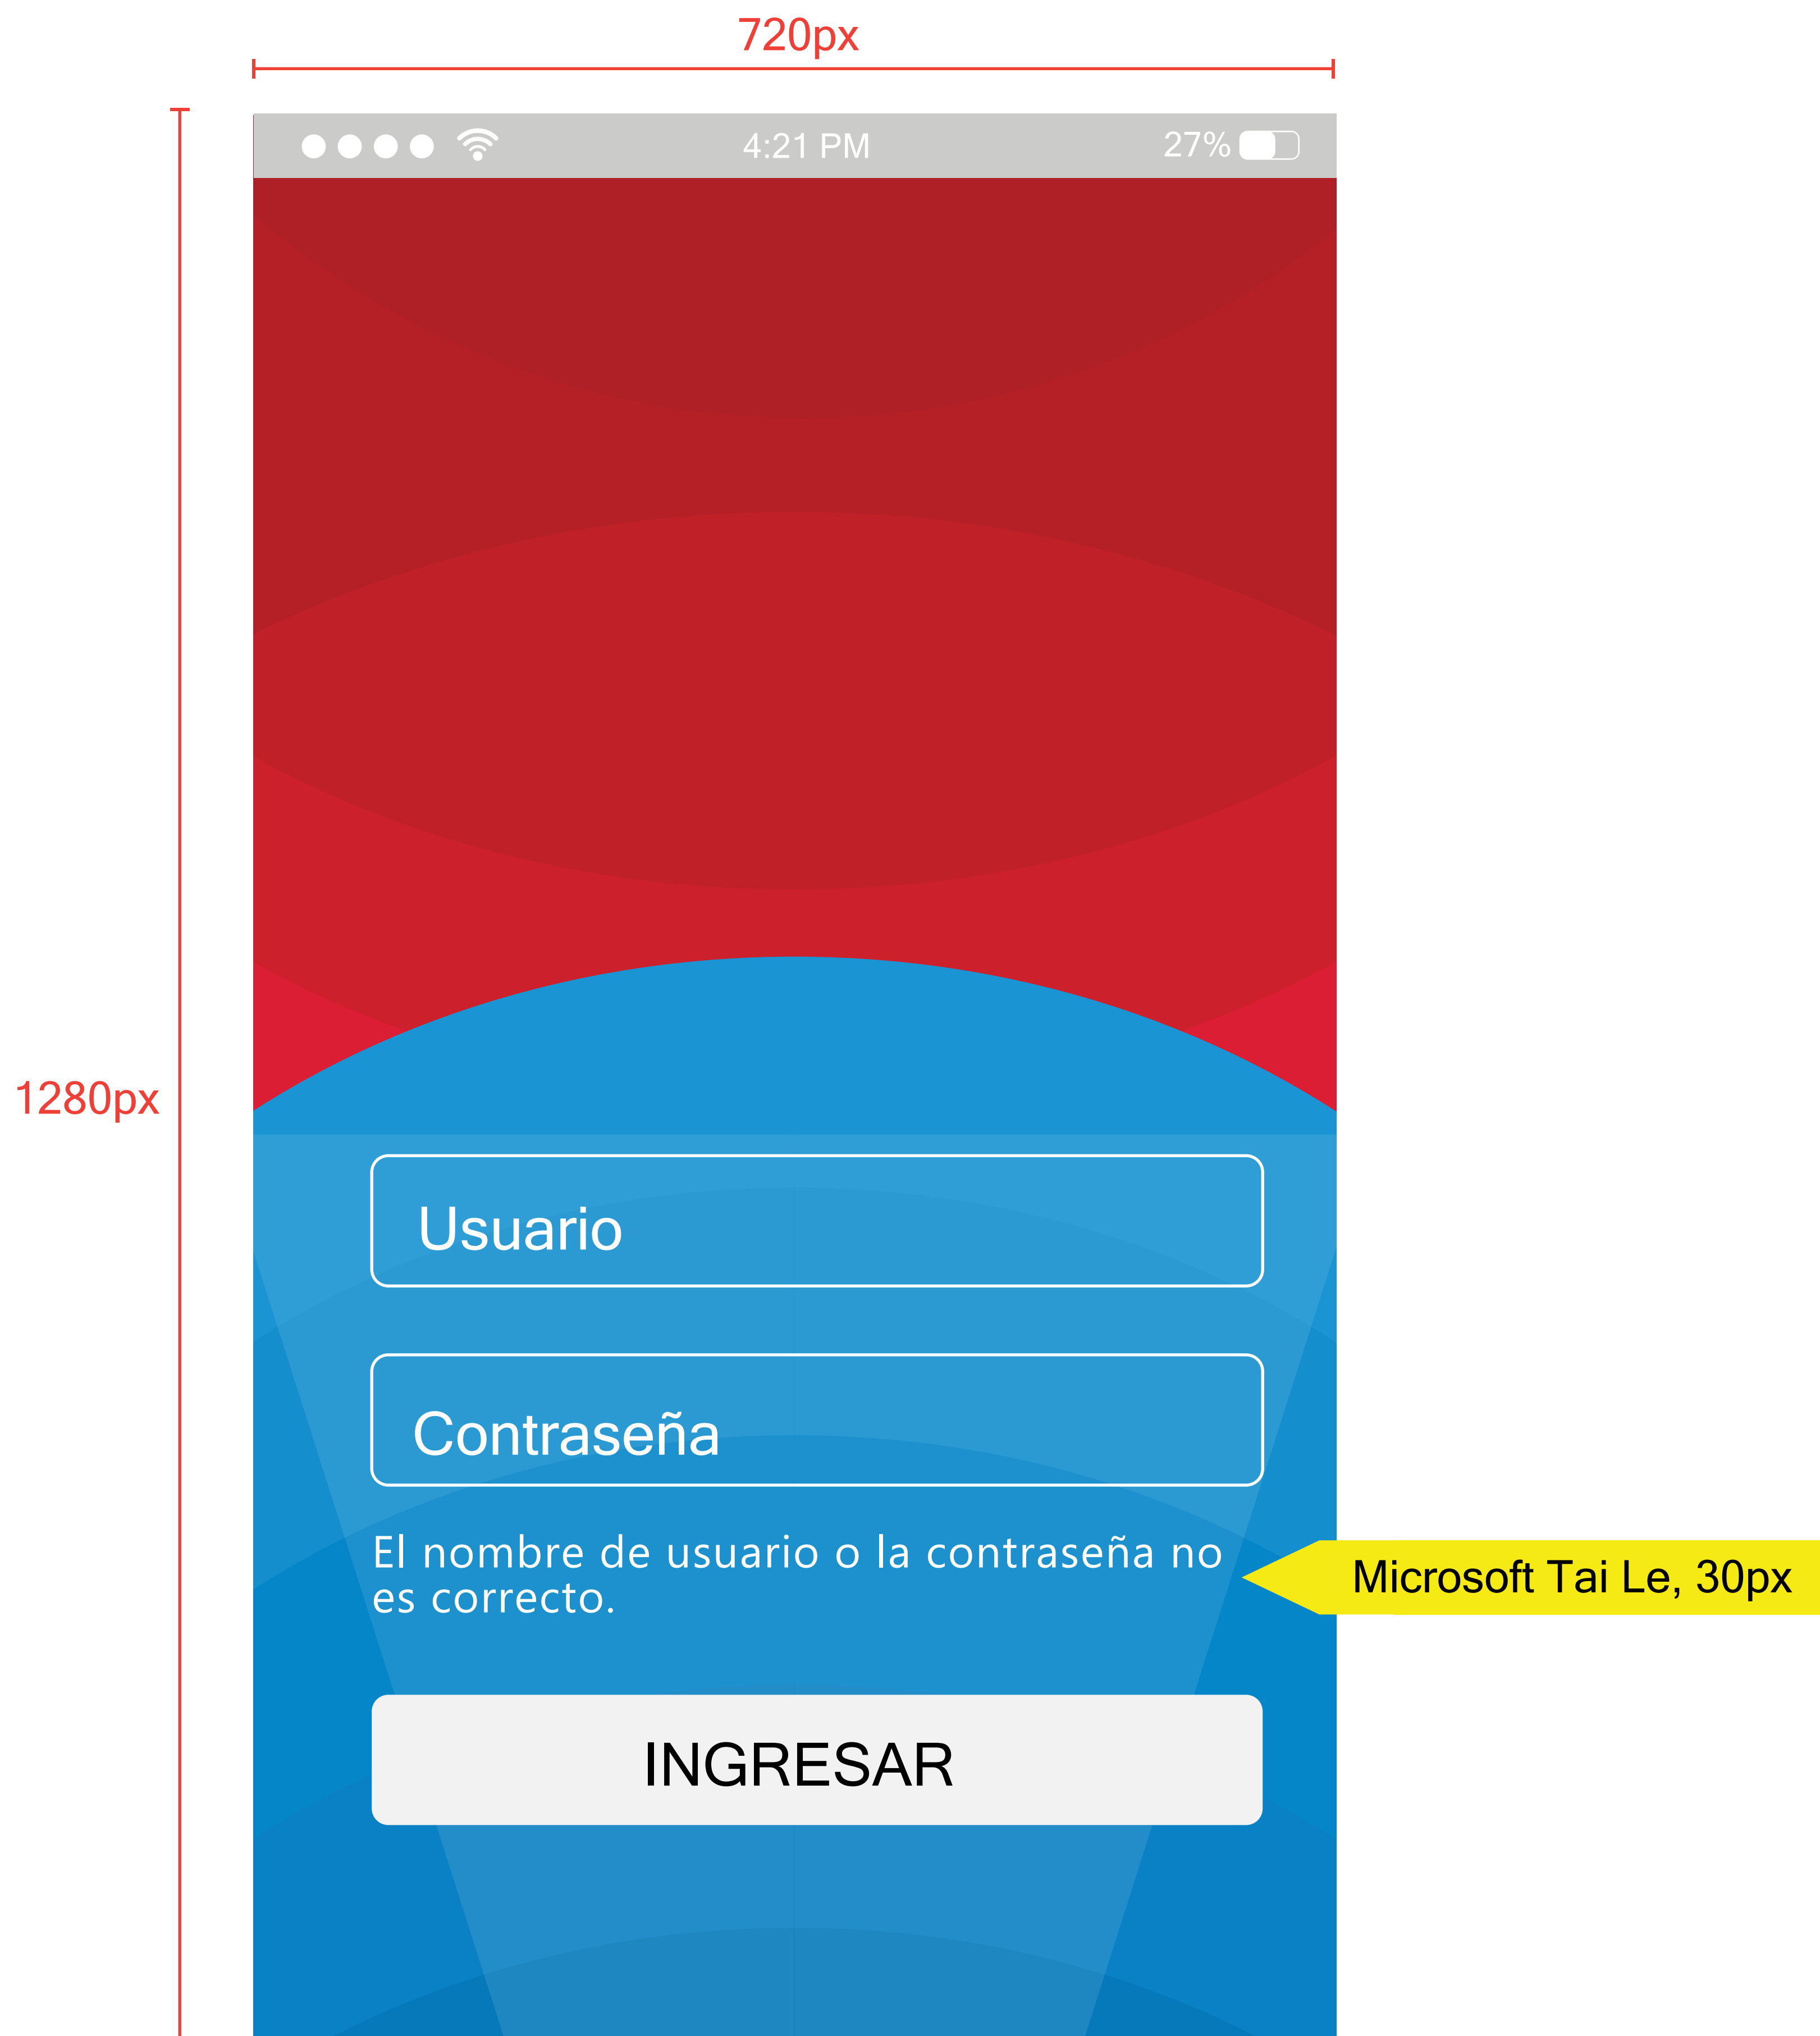 720px
4:21 PM
27%
1280px
Usuario
Contraseña
El nombre de usuario o la contraseña no
es correcto.
Microsoft Tai Le, 30px
INGRESAR